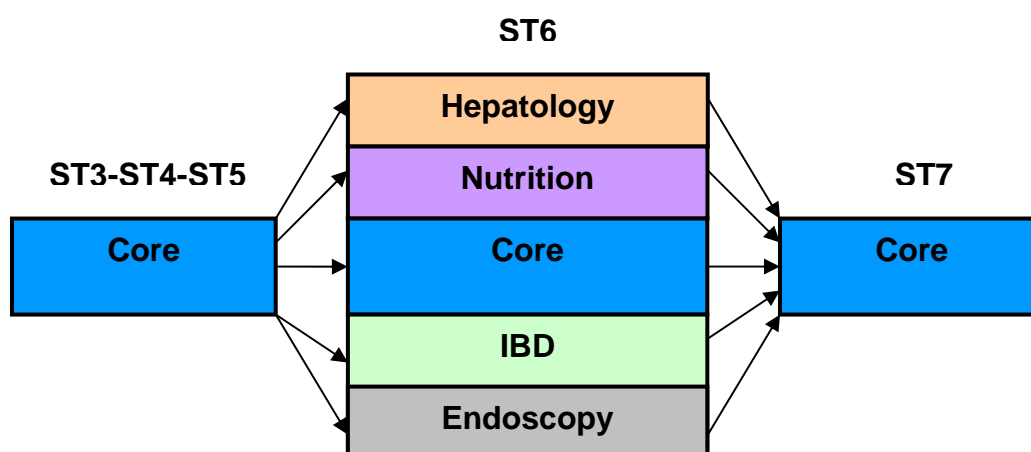 ST6
Hepatology
ST3-ST4-ST5
Nutrition
ST7
Core
Core
Core
IBD
Endoscopy